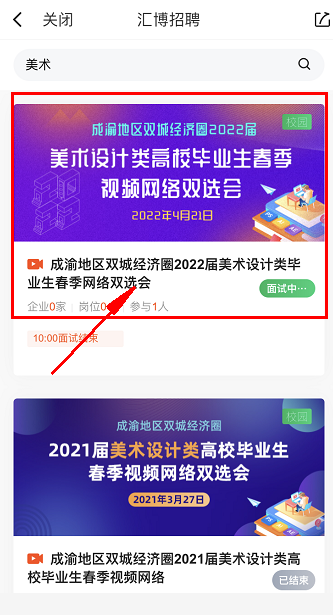 关闭
汇博招聘
美术
成渝地区双城经济圈2022届
校园
美术设计类高校毕业生春季
视频网络双选会
2022年4月21日
成渝地区双城经济圈2022届美术设计类毕
业生春季网络双选会
面试中···
企业0家
岗位0
参与1人
10:00面试结束
成渝地区双城经济圈
校园
2021届美术设计类高校毕业生
春季视频网络双选会
2021年3月27日
成渝地区双城经济圈2021届美术设计类高
校毕业生春季视频网络
已结束